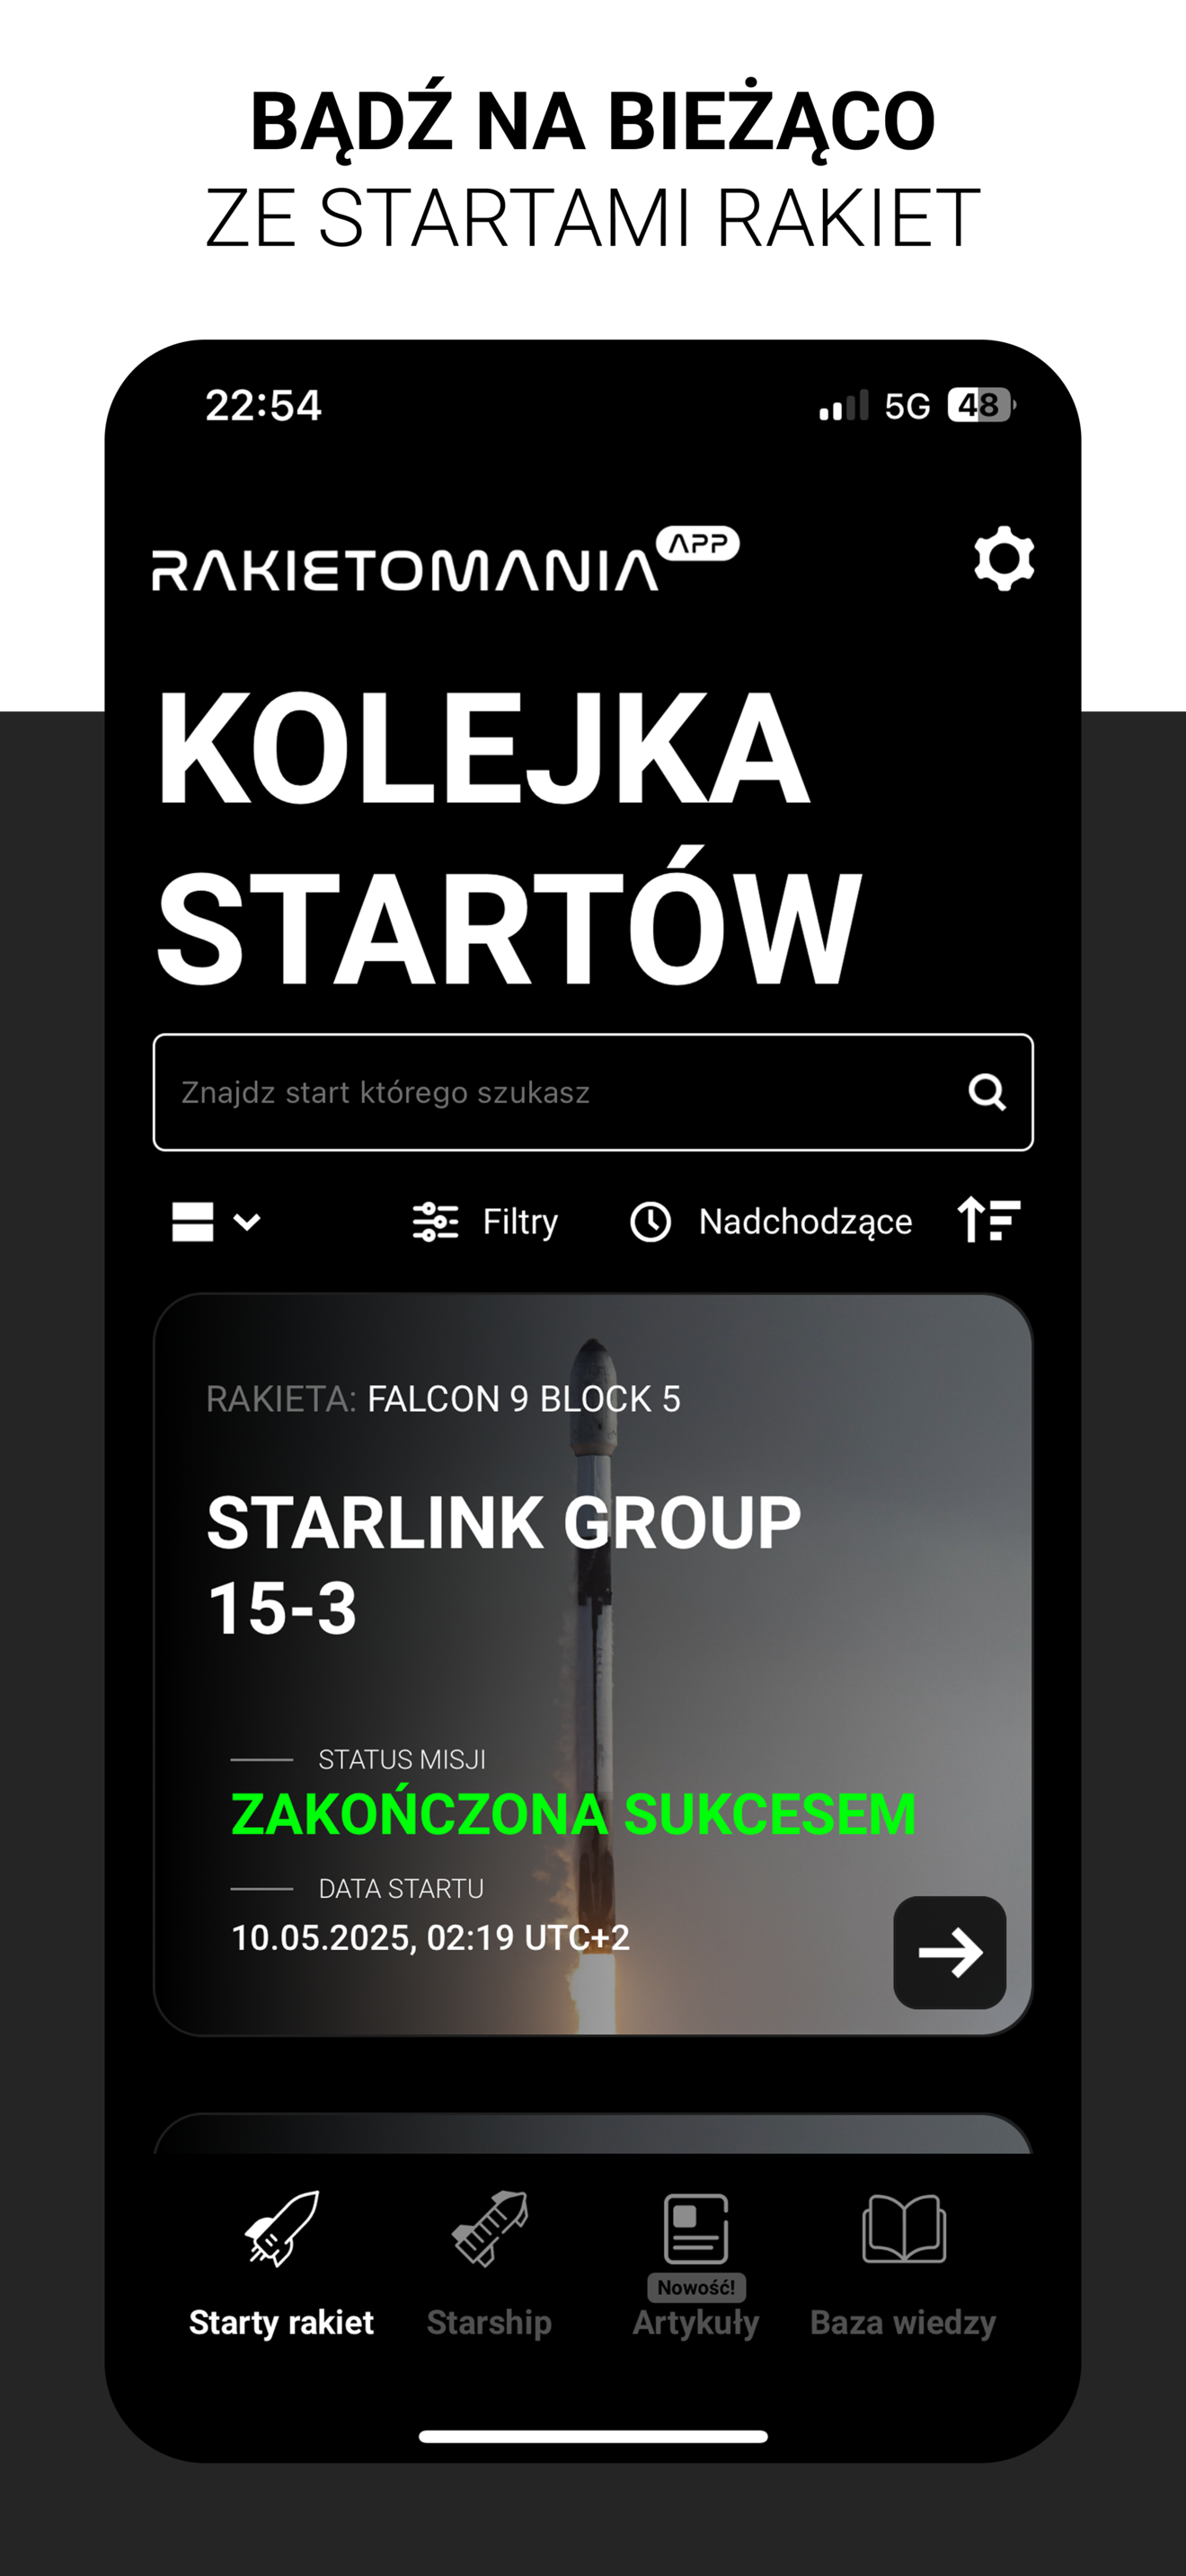 BĄDŹ NA BIEŻĄCO
ZE STARTAMI RAKIET
22:54 5G 48
RAKIETOMANIA APP
KOLEJKA
STARTÓW
Znajdz start którego szukasz
Filtry Nadchodzące
RAKIETA: FALCON 9 BLOCK 5
STARLINK GROUP
15-3
STATUS MISJI
ZAKOŃCZONA SUKCESEM
DATA STARTU
10.05.2025, 02:19 UTC+2
Nowość!
Starty rakiet Starship Artykuły Baza wiedzy